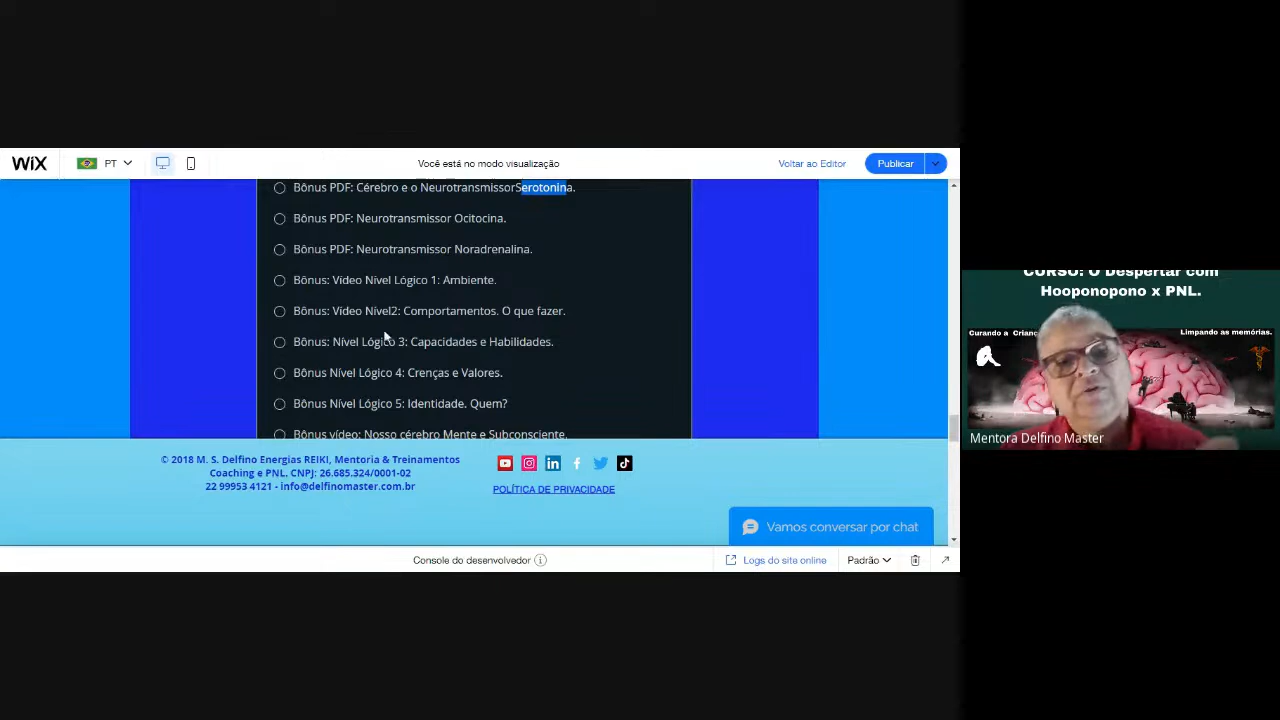 WiX
PT
Você está no modo visualização
Voltar ao Editor
Publicar
Bônus PDF: Cérebro e o NeurotransmissorSerotonina.
Bônus PDF: Neurotransmissor Ocitocina.
Bônus PDF: Neurotransmissor Noradrenalina.
Bônus: Vídeo Nível Lógico 1: Ambiente.
Bônus: Vídeo Nível2: Comportamentos. O que fazer.
Bônus: Nível Lógico 3: Capacidades e Habilidades.
Bônus Nível Lógico 4: Crenças e Valores.
Bônus Nível Lógico 5: Identidade. Quem?
Bônus vídeo: Nosso cérebro Mente e Subconsciente.
© 2018 M. S. Delfino Energias REIKI, Mentoria & Treinamentos
Coaching e PNL. CNPJ: 26.685.324/0001-02
22 99953 4121 - info@delfinomaster.com.br
POLÍTICA DE PRIVACIDADE
Vamos conversar por chat
Console do desenvolvedor
Logs do site online
Padrão
CURSO: O Despertar com
Hooponopono x PNL.
Curando a Crianç
Limpando as memórias.
Mentora Delfino Master